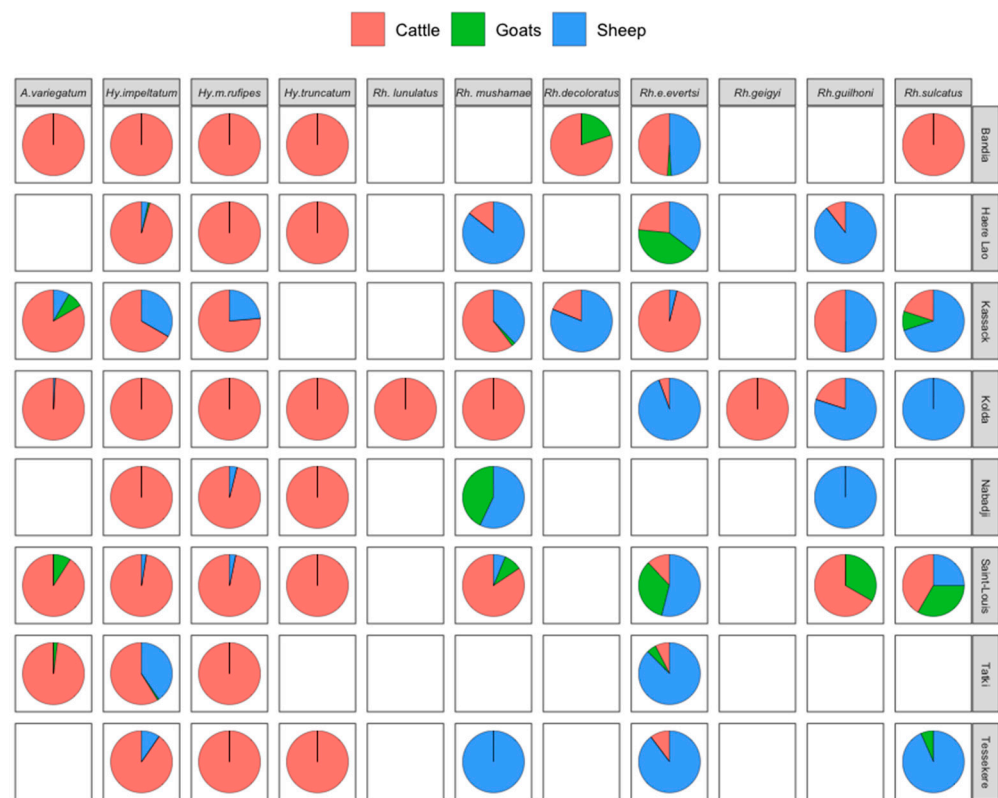 Cattle Goats Sheep
A.variegatum Hy.impeltatum Hy.m.rufipes Hy.truncatum Rh. lunulatus Rh. mushamae Rh.decoloratus Rh.e.evertsi Rh.geigyi Rh.guilhoni Rh.sulcatus
Bandia
Haere Lao
Kassack
Kolda
Nabadji
Saint-Louis
Tatki
Tessekere